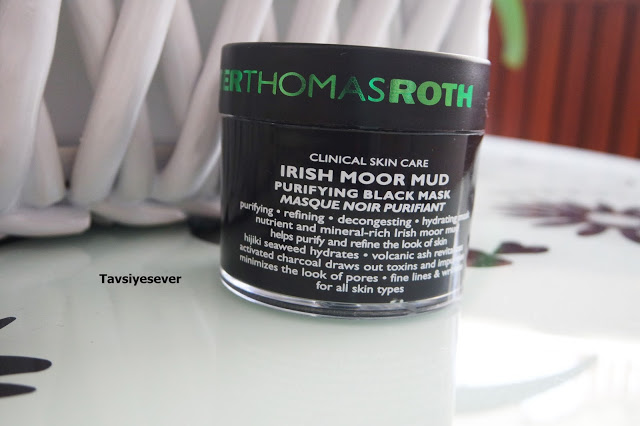 ERTHOMASROTH
CLINICAL SKIN CARE
IRISH MOOR MUD
PURIFYING BLACK MASK
MASQUE NOIR PURIFIANT
purifying • refining • decongesting • hydrating mask
nutrient and mineral-rich Irish moor mud
helps purify and refine the look of skin
hijiki seaweed hydrates • volcanic ash
activated charcoal draws out toxins and
minimizes the look of pores • fine lines &
for all skin types
Tavsiyesever